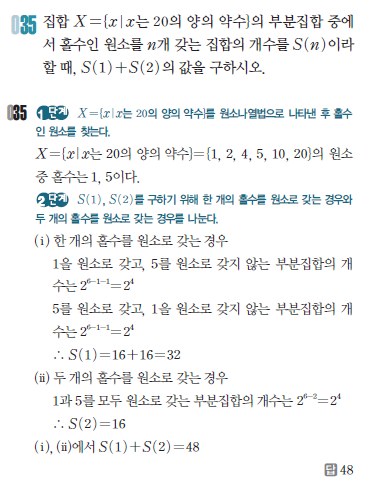 035 집합 X={x|x는 20의 양의 약수}의 부분집합 중에
서 홀수인 원소를 n개 갖는 집합의 개수를 S(n)이라
할 때, S(1)+S(2)의 값을 구하시오.
035 1단계 X={x|x는 20의 양의 약수}를 원소나열법으로 나타낸 후 홀수
인 원소를 찾는다.
X={x|x는 20의 양의 약수}={1, 2, 4, 5, 10, 20}의 원소
중 홀수는 1, 5이다.
2단계 S(1), S(2)를 구하기 위해 한 개의 홀수를 원소로 갖는 경우와
두 개의 홀수를 원소로 갖는 경우를 나눈다.
(ⅰ) 한 개의 홀수를 원소로 갖는 경우
1을 원소로 갖고, 5를 원소로 갖지 않는 부분집합의 개
수는 2⁶⁻¹⁻¹=2⁴
5를 원소로 갖고, 1을 원소로 갖지 않는 부분집합의 개
수는 2⁶⁻¹⁻¹=2⁴
∴ S(1)=16+16=32
(ⅱ) 두 개의 홀수를 원소로 갖는 경우
1과 5를 모두 원소로 갖는 부분집합의 개수는 2⁶⁻²=2⁴
∴ S(2)=16
(ⅰ), (ⅱ)에서 S(1)+S(2)=48
답 48